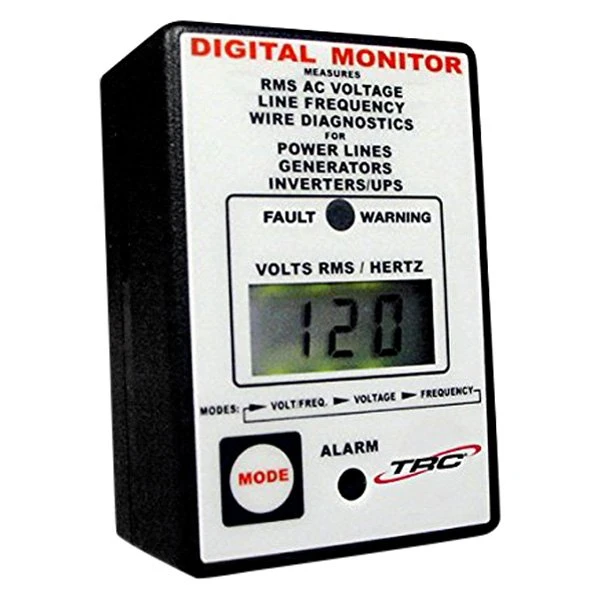 DIGITAL MONITOR
MEASURES
RMS AC VOLTAGE
LINE FREQUENCY
WIRE DIAGNOSTICS
FOR
POWER LINES
GENERATORS
INVERTERS/UPS
FAULT WARNING
VOLTS RMS / HERTZ
120
MODES: VOLT/FREQ. VOLTAGE FREQUENCY
ALARM
MODE
TRC®